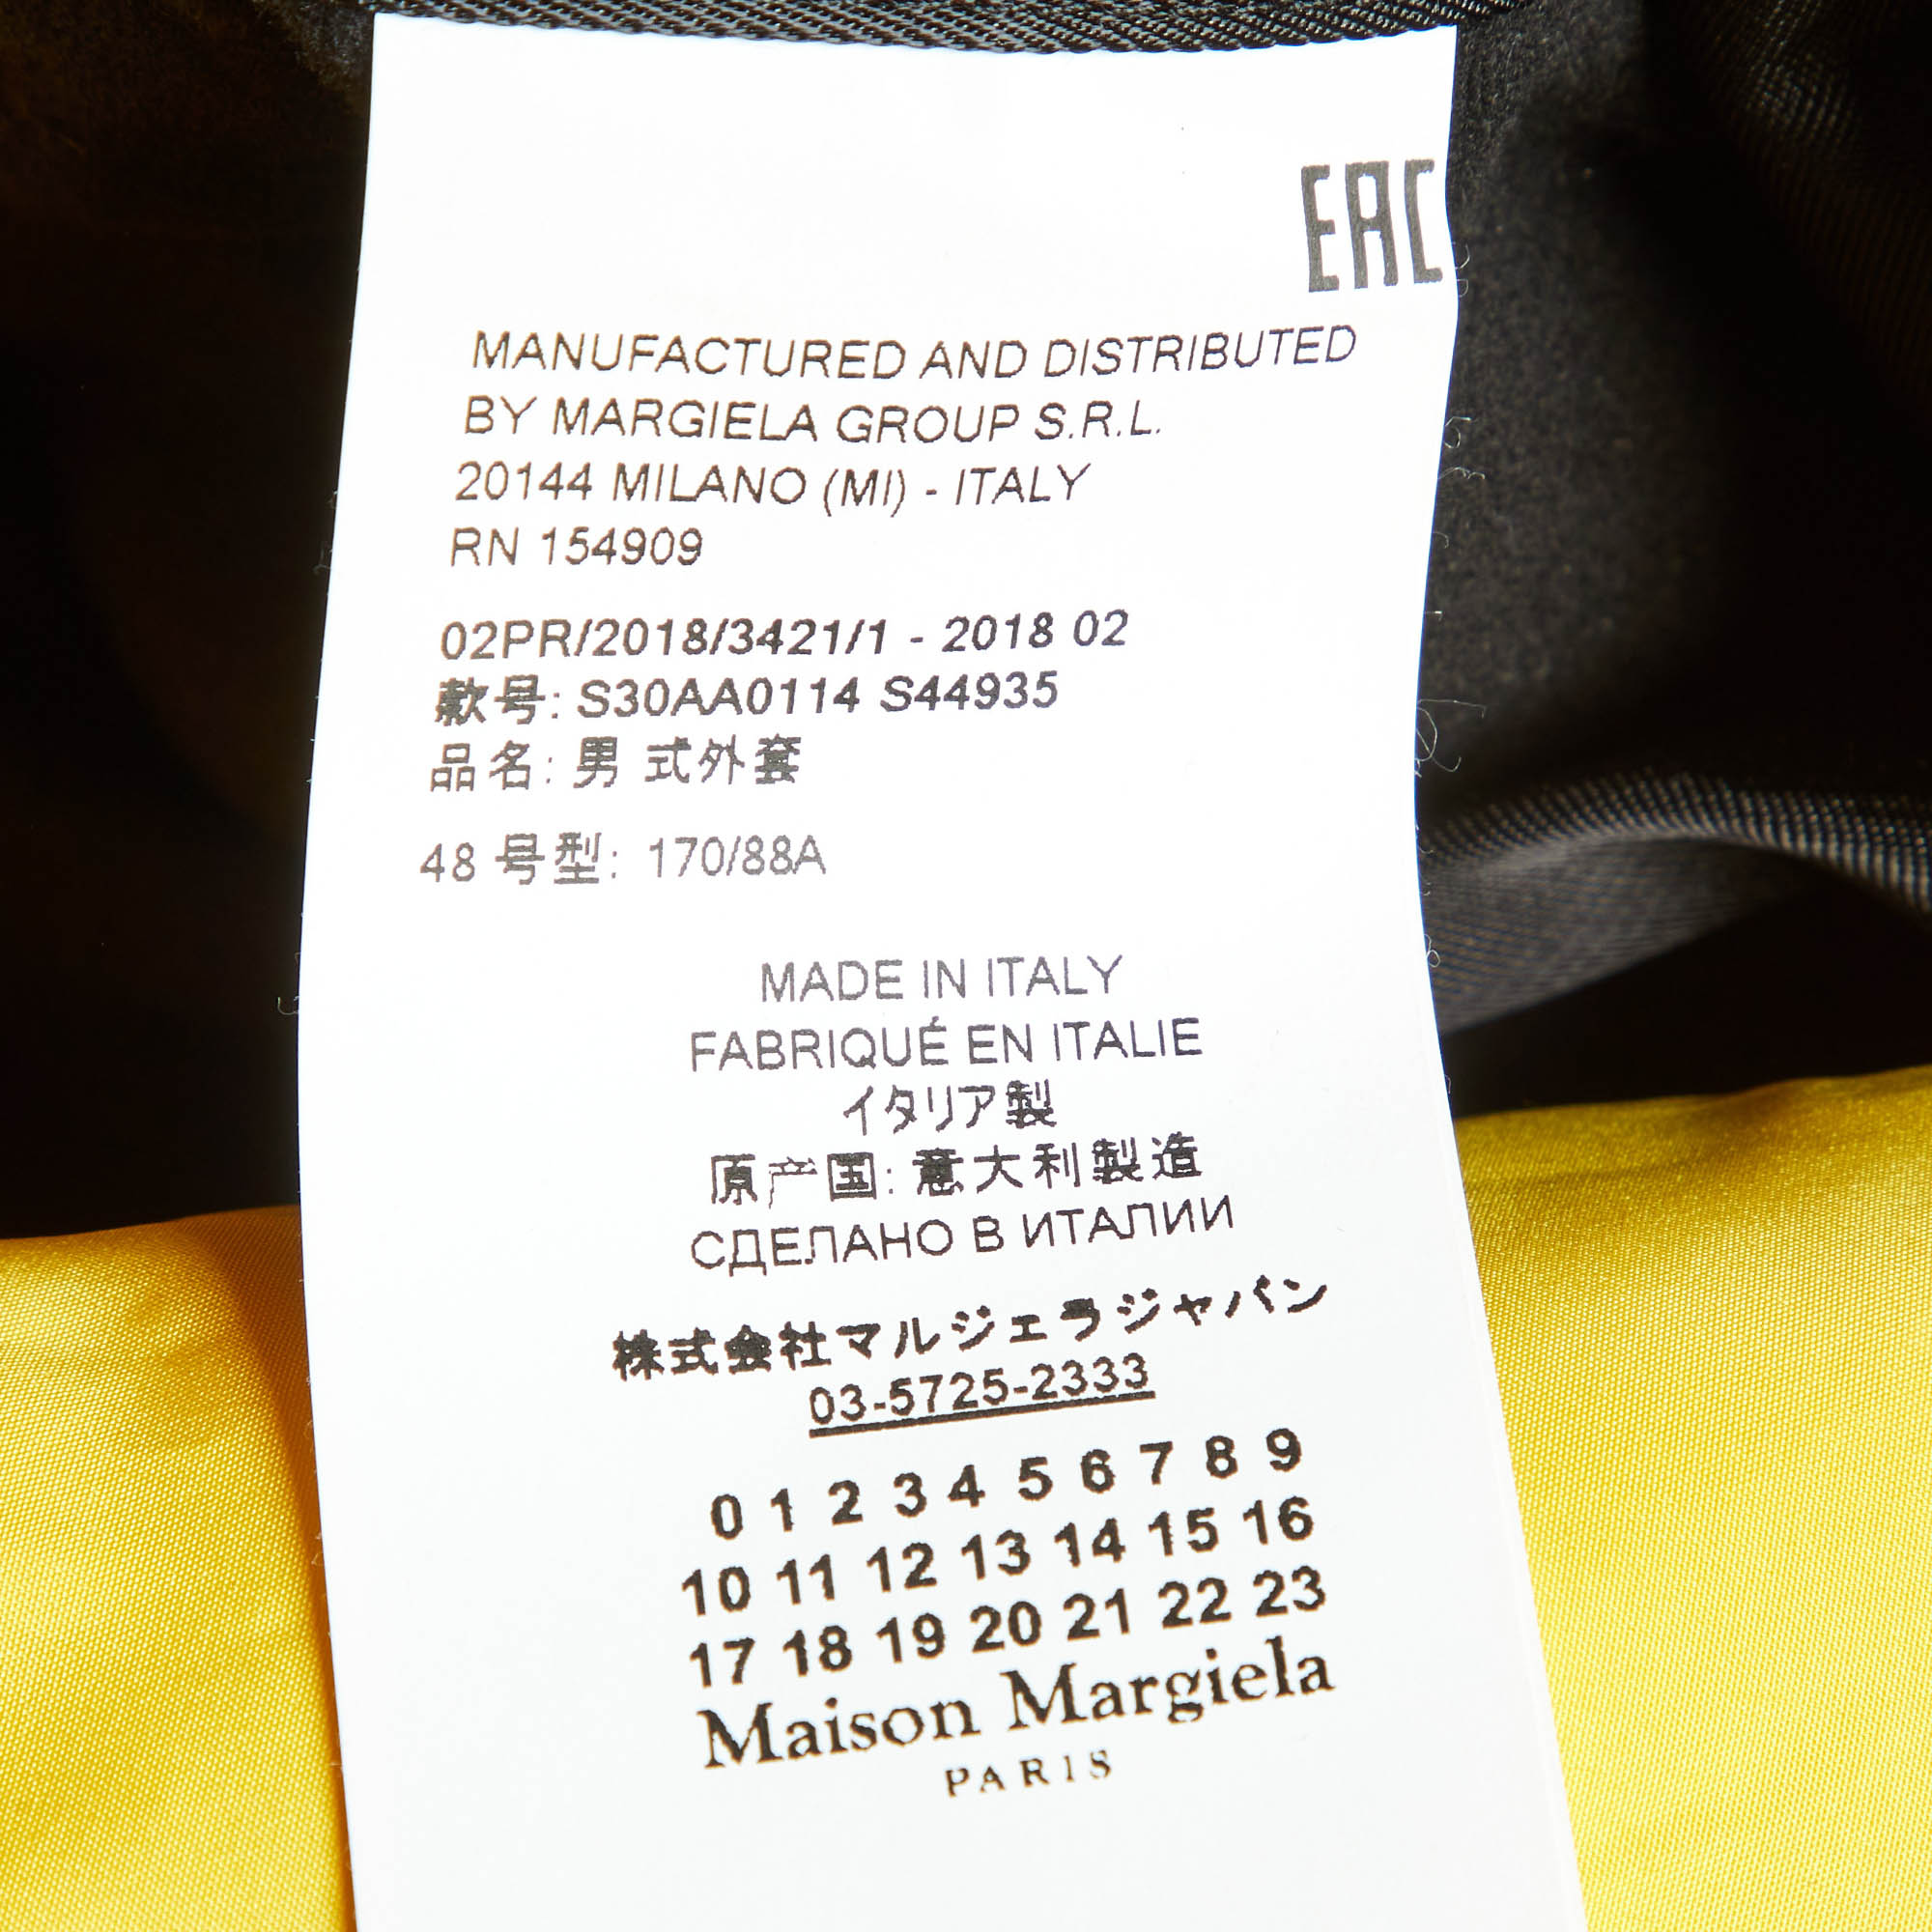 EAC
MANUFACTURED AND DISTRIBUTED
BY MARGIELA GROUP S.R.L.
20144 MILANO (MI) - ITALY
RN 154909
02PR/2018/3421/1 - 2018 02
款号: S30AA0114 S44935
品名: 男 式外套
48 号型: 170/88A
MADE IN ITALY
FABRIQUÉ EN ITALIE
イタリア製
原产国: 意大利製造
СДЕЛАНО В ИТАЛИИ
株式会社マルジェラジャパン
03-5725-2333
0 1 2 3 4 5 6 7 8 9
10 11 12 13 14 15 16
17 18 19 20 21 22 23
Maison Margiela
PARIS